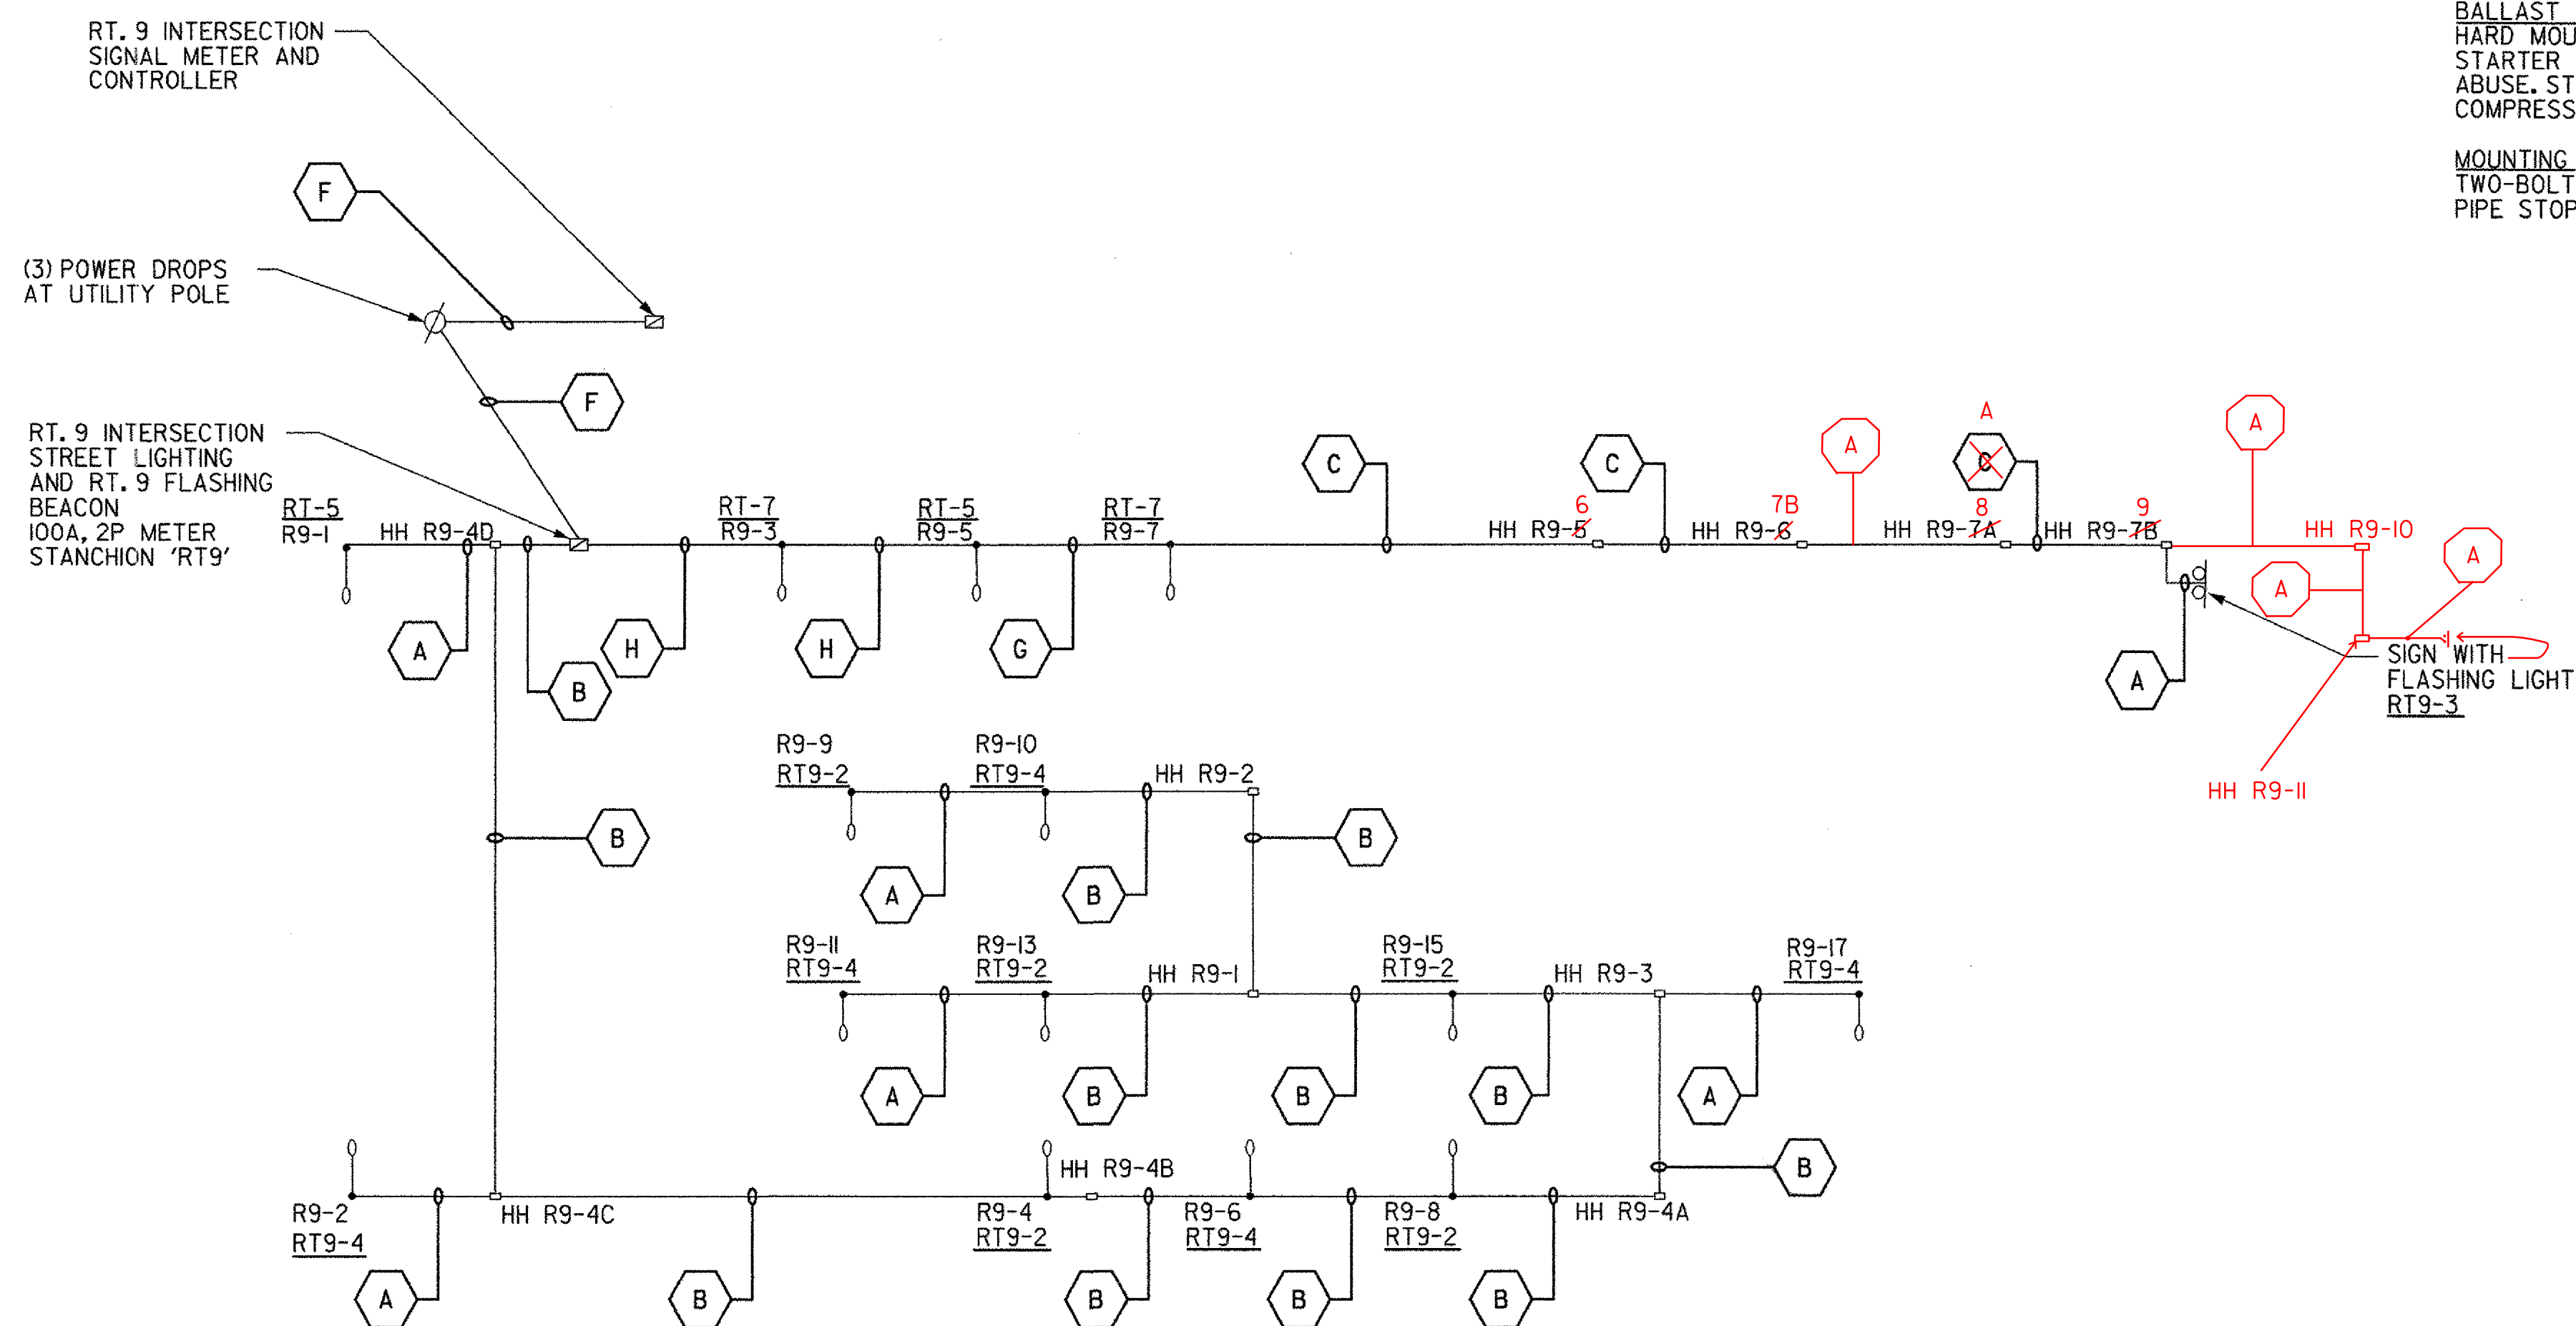 BALLAST
HARD MOU
STARTER
ABUSE. ST
COMPRESS
MOUNTING
TWO-BOLT
PIPE STOP
RT. 9 INTERSECTION
SIGNAL METER AND
CONTROLLER
F
(3) POWER DROPS
AT UTILITY POLE
F
RT. 9 INTERSECTION
STREET LIGHTING
AND RT. 9 FLASHING
BEACON
100A, 2P METER
STANCHION 'RT9'
RT-5
R9-1
HH R9-4D
RT-7
R9-3
RT-5
R9-5
RT-7
R9-7
C
C
A
A
C
A
6
HH R9-5
7B
HH R9-6
8
HH R9-7A
9
HH R9-7B
HH R9-10
A
A
A
B
H
H
G
A
SIGN WITH
FLASHING LIGHT
RT9-3
HH R9-11
R9-9
RT9-2
R9-10
RT9-4
HH R9-2
B
B
A
B
R9-11
RT9-4
R9-13
RT9-2
HH R9-1
R9-15
RT9-2
HH R9-3
R9-17
RT9-4
A
B
B
B
A
B
HH R9-4B
R9-2
RT9-4
HH R9-4C
R9-4
RT9-2
R9-6
RT9-4
R9-8
RT9-2
HH R9-4A
A
B
B
B
B